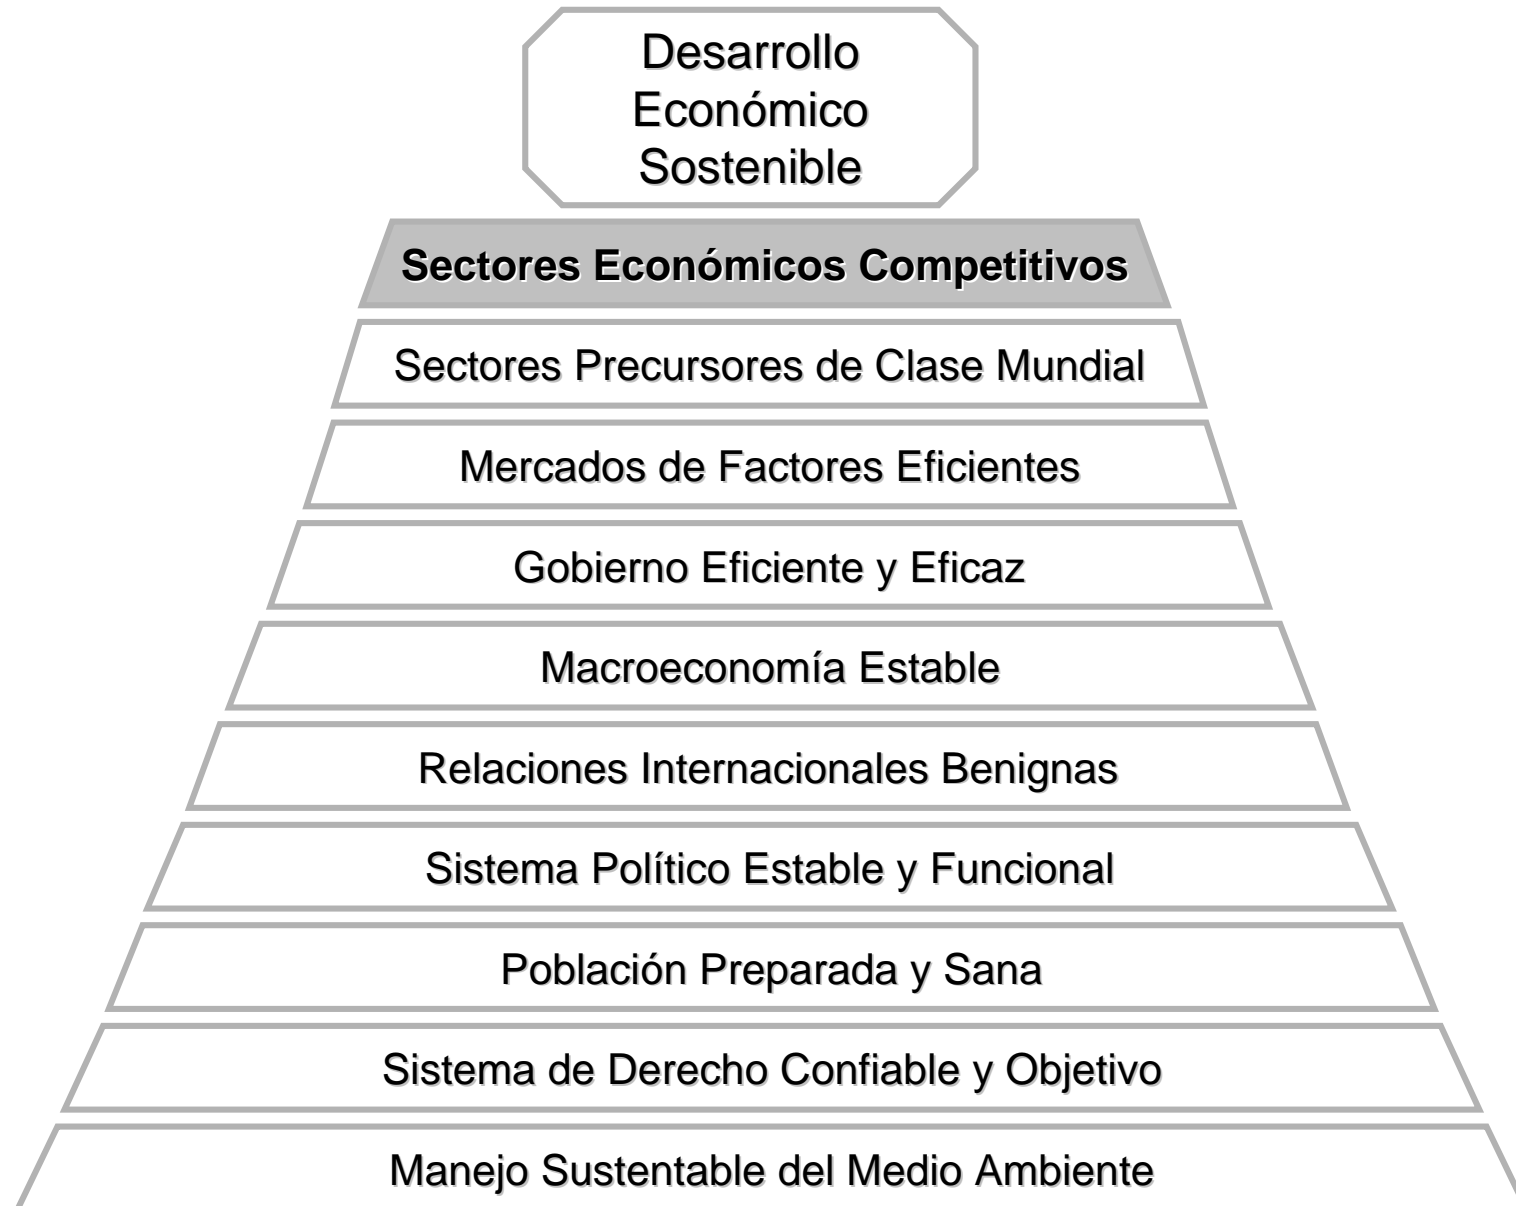 Desarrollo
Económico
Sostenible
Sectores Económicos Competitivos
Sectores Precursores de Clase Mundial
Mercados de Factores Eficientes
Gobierno Eficiente y Eficaz
Macroeconomía Estable
Relaciones Internacionales Benignas
Sistema Político Estable y Funcional
Población Preparada y Sana
Sistema de Derecho Confiable y Objetivo
Manejo Sustentable del Medio Ambiente